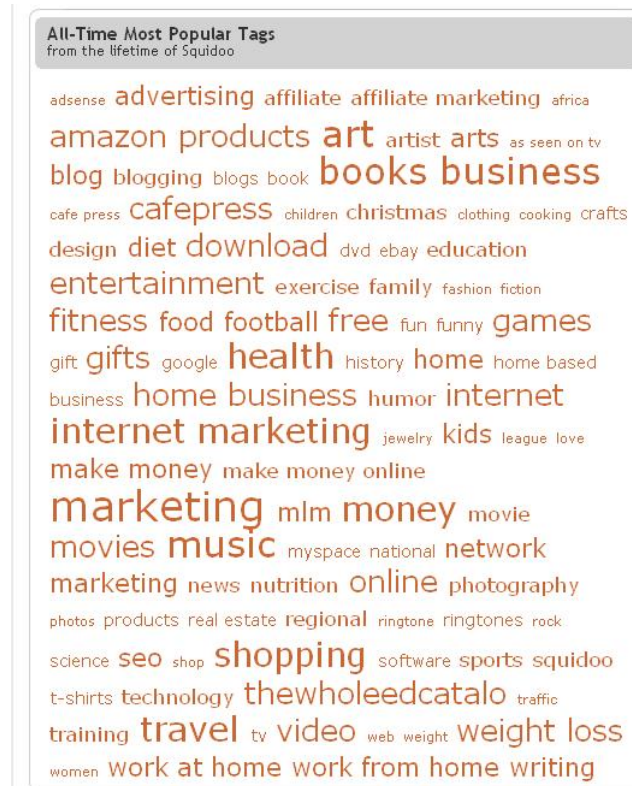 All-Time Most Popular Tags
from the lifetime of Squidoo
adsense advertising affiliate affiliate marketing africa
amazon products art artist arts as seen on tv
blog blogging blogs book books business
cafe press cafepress children christmas clothing cooking crafts
design diet download dvd ebay education
entertainment exercise family fashion fiction
fitness food football free fun funny games
gift gifts google health history home home based
business home business humor internet
internet marketing jewelry kids league love
make money make money online
marketing mlm money movie
movies music myspace national network
marketing news nutrition online photography
photos products real estate regional ringtone ringtones rock
science seo shop shopping software sports squidoo
t-shirts technology thewholeedcatalo traffic
training travel tv video web weight weight loss
women work at home work from home writing